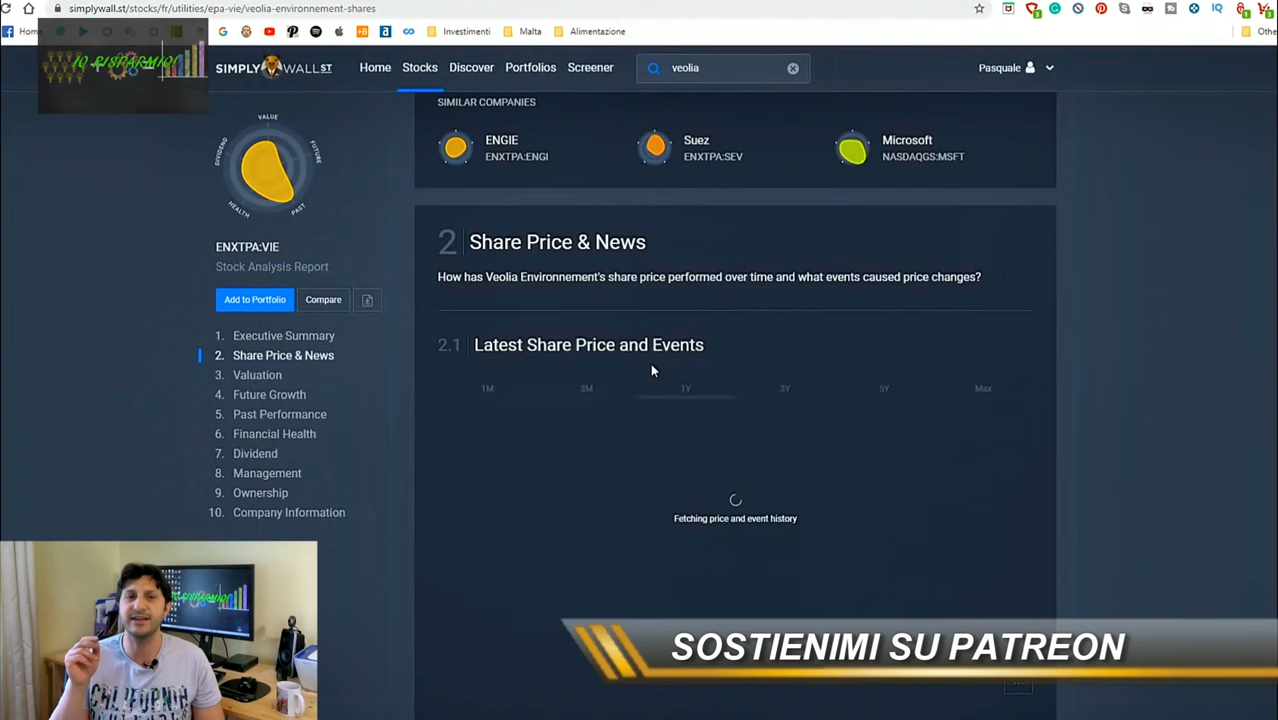 simplywall.st/stocks/fr/utilities/epa-vie/veolia-environnement-shares
Investimenti
Malta
Alimentazione
Othe
IO RISPARMIO!
SIMPLY WALL ST
Home
Stocks
Discover
Portfolios
Screener
veolia
Pasquale
VALUE
FUTURE
PAST
HEALTH
DIVIDEND
ENXTPA:VIE
Stock Analysis Report
Add to Portfolio
Compare
1. Executive Summary
2. Share Price & News
3. Valuation
4. Future Growth
5. Past Performance
6. Financial Health
7. Dividend
8. Management
9. Ownership
10. Company Information
SIMILAR COMPANIES
ENGIE
ENXTPA:ENGI
Suez
ENXTPA:SEV
Microsoft
NASDAQGS:MSFT
2 Share Price & News
How has Veolia Environnement's share price performed over time and what events caused price changes?
2.1 Latest Share Price and Events
1M 3M 1Y 3Y 5Y Max
Fetching price and event history
CALIFORNIA
SOSTIENIMI SU PATREON